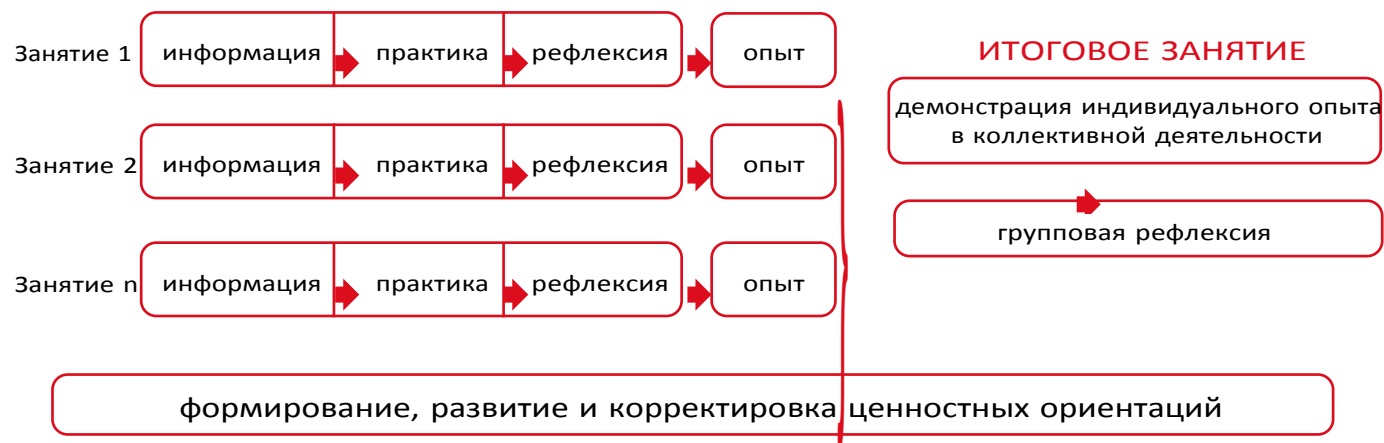 Занятие 1 информация практика рефлексия опыт
Занятие 2 информация практика рефлексия опыт
Занятие n информация практика рефлексия опыт
ИТОГОВОЕ ЗАНЯТИЕ
демонстрация индивидуального опыта
в коллективной деятельности
групповая рефлексия
формирование, развитие и корректировка ценностных ориентаций